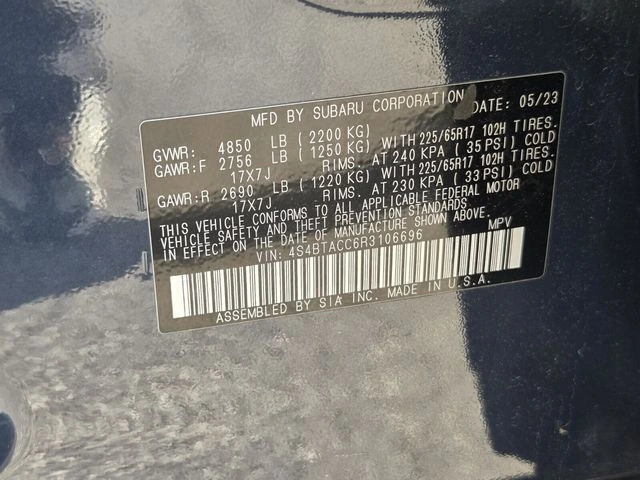 MFD BY SUBARU CORPORATION DATE: 05/23
GVWR: 4850 LB (2200 KG)
GAWR:F 2756 LB (1250 KG) WITH 225/65R17 102H TIRES.
17X7J RIMS. AT 240 KPA ( 35 PSI) COLD
GAWR:R 2690 LB (1220 KG) WITH 225/65R17 102H TIRES.
17X7J RIMS. AT 230 KPA ( 33 PSI) COLD
THIS VEHICLE CONFORMS TO ALL APPLICABLE FEDERAL MOTOR
VEHICLE SAFETY AND THEFT PREVENTION STANDARDS
IN EFFECT ON THE DATE OF MANUFACTURE SHOWN ABOVE.
VIN: 4S4BTACC6R3106696 MPV
ASSEMBLED BY SIA INC. MADE IN U.S.A.